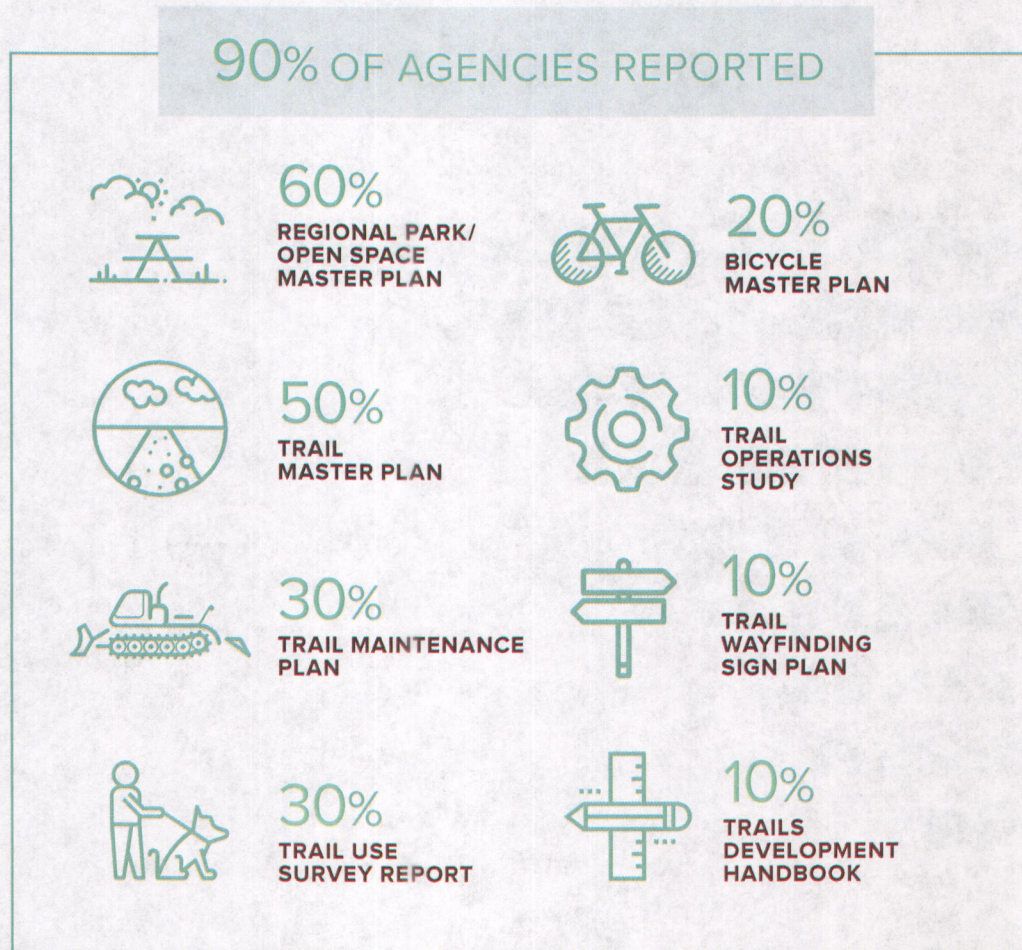 90% OF AGENCIES REPORTED
60%
REGIONAL PARK/
OPEN SPACE
MASTER PLAN
20%
BICYCLE
MASTER PLAN
50%
TRAIL
MASTER PLAN
10%
TRAIL
OPERATIONS
STUDY
30%
TRAIL MAINTENANCE
PLAN
10%
TRAIL
WAYFINDING
SIGN PLAN
30%
TRAIL USE
SURVEY REPORT
10%
TRAILS
DEVELOPMENT
HANDBOOK